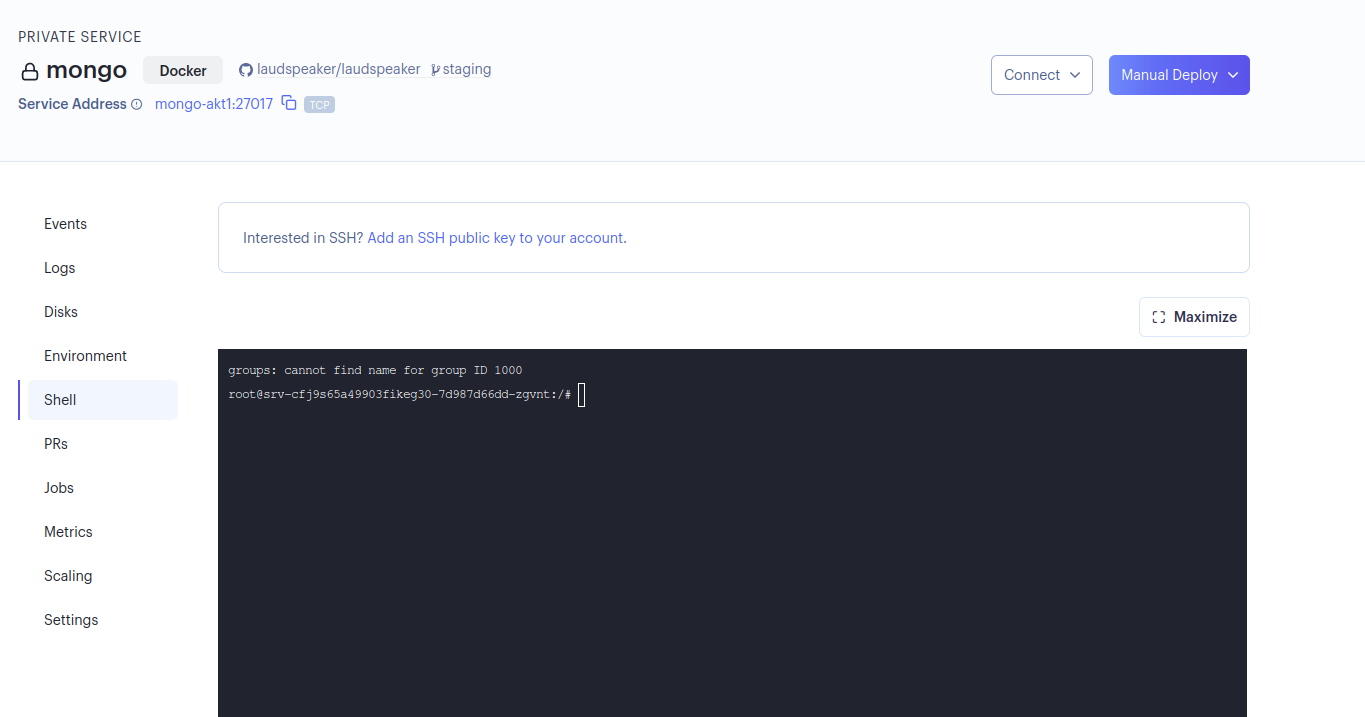 PRIVATE SERVICE
mongo Docker laudspeaker/laudspeaker staging
Service Address mongo-akt1:27017 TCP
Connect
Manual Deploy
Events
Logs
Disks
Environment
Shell
PRs
Jobs
Metrics
Scaling
Settings
Interested in SSH? Add an SSH public key to your account.
Maximize
groups: cannot find name for group ID 1000
root@srv-cfj9s65a49903fikeg30-7d987d66dd-zgvnt:/#